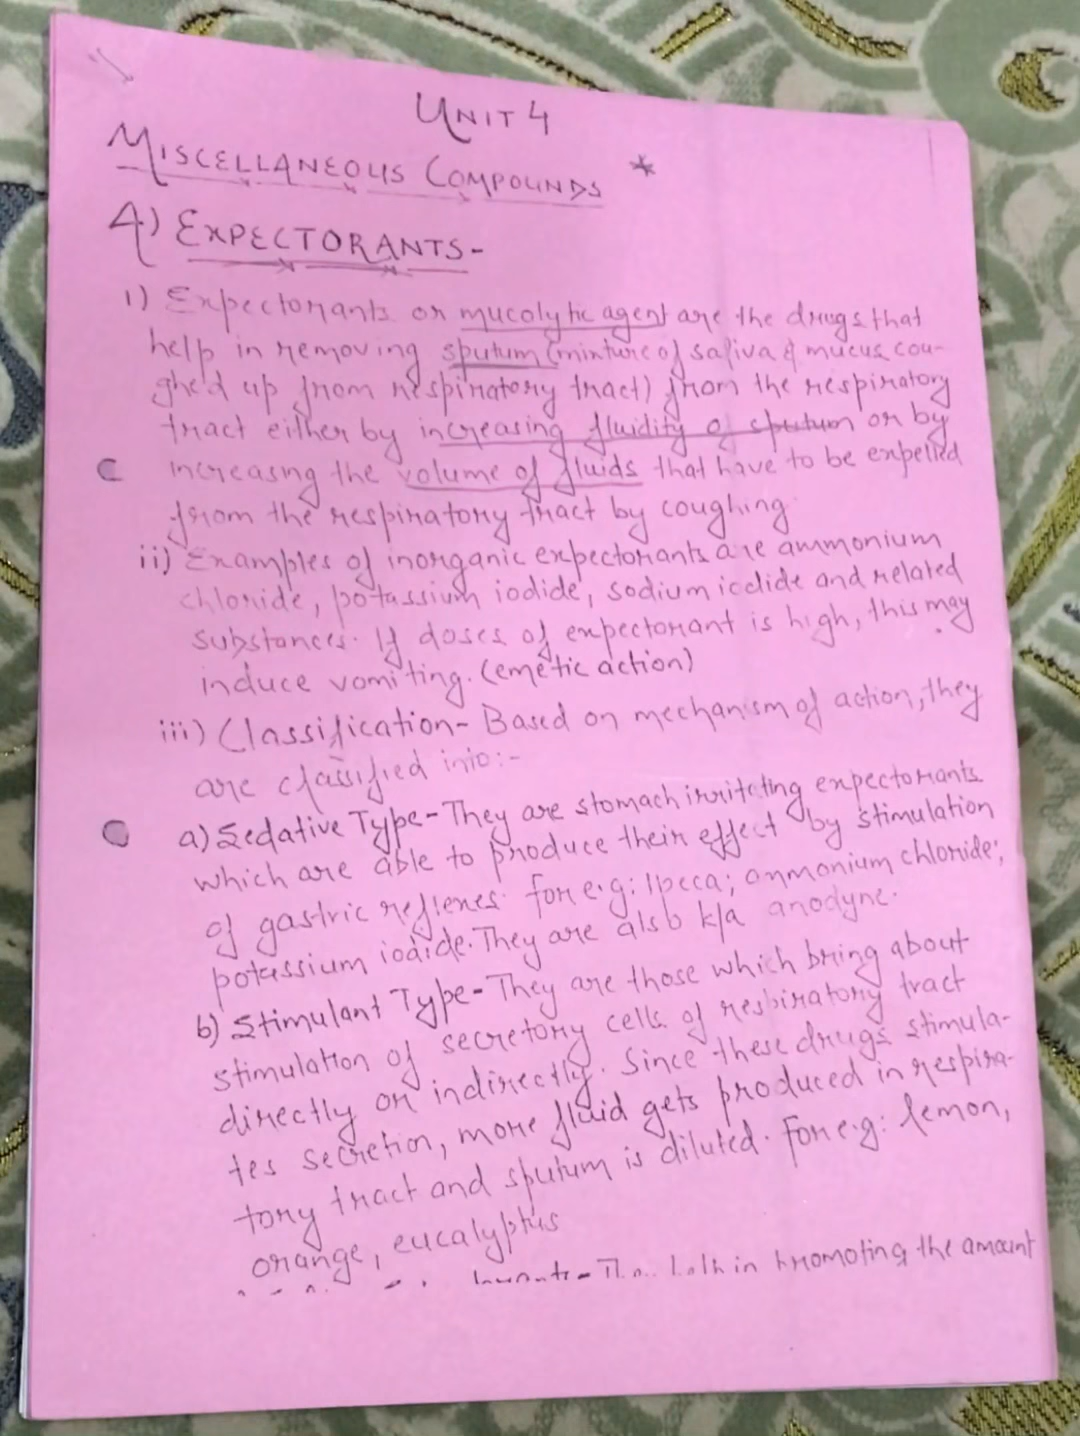 UNIT 4
MISCELLANEOUS COMPOUNDS *
4) EXPECTORANTS-
i) Expectorants or mucolytic agent are the drugs that
help in removing sputum (mixture of saliva & mucus cou-
ghed up from respiratory tract) from the respiratory
tract either by increasing fluidity of sputum or by
increasing the volume of fluids that have to be expelled
from the respiratory tract by coughing.
ii) Examples of inorganic expectorants are ammonium
chloride, potassium iodide, sodium iodide and related
substances. If doses of expectorant is high, this may
induce vomiting. (emetic action)
iii) Classification- Based on mechanism of action, they
are classified into:-
a) Sedative Type- They are stomach irritating expectorants
which are able to produce their effect by stimulation
of gastric reflexes. for e.g: Ipeca; ammonium chloride;
potassium iodide. They are also k/a anodyne.
b) Stimulant Type- They are those which bring about
stimulation of secretory cells of respiratory tract
directly or indirectly. Since these drugs stimula-
tes secretion, more fluid gets produced in respira-
tory tract and sputum is diluted. For e.g: lemon,
orange, eucalyptus
help in promoting the amount